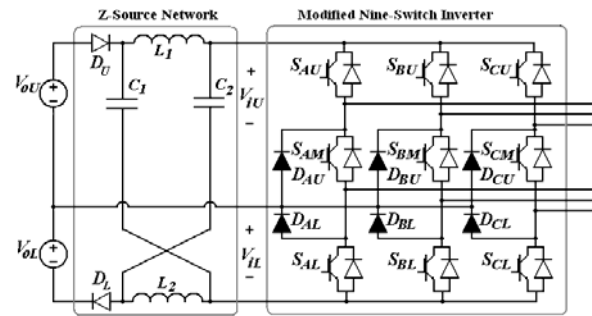 Z-Source Network
Modified Nine-Switch Inverter
D_U
L_1
S_AU
S_BU
S_CU
V_oU
C_1
C_2
+
V_iU
−
S_AM
S_BM
S_CM
D_AU
D_BU
D_CU
D_AL
D_BL
D_CL
V_oL
+
V_iL
−
D_L
L_2
S_AL
S_BL
S_CL